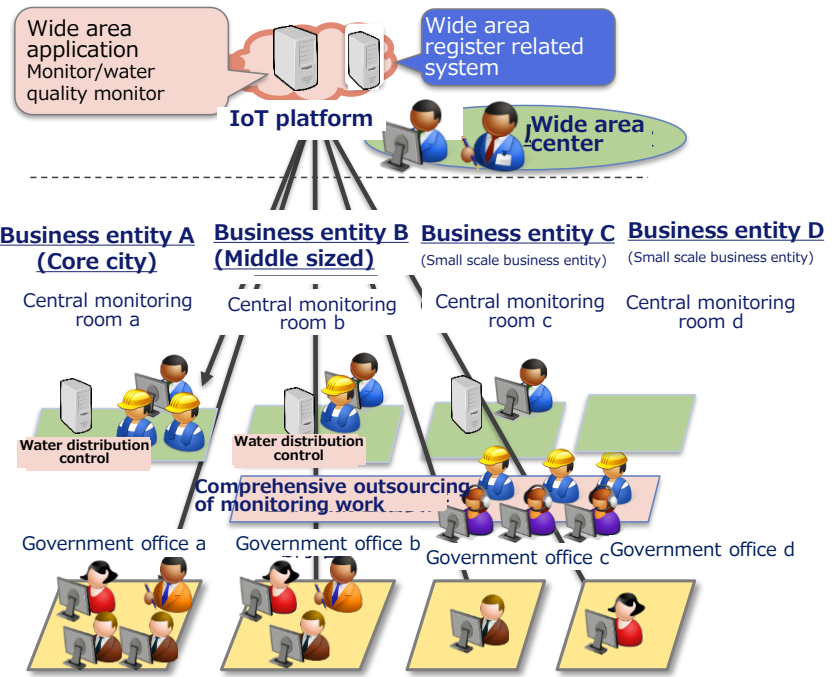 Wide area
application
Monitor/water
quality monitor
Wide area
register related
system
IoT platform
Wide area
center
Business entity A
(Core city)
Business entity B
(Middle sized)
Business entity C
(Small scale business entity)
Business entity D
(Small scale business entity)
Central monitoring
room a
Central monitoring
room b
Central monitoring
room c
Central monitoring
room d
Water distribution
control
Water distribution
control
Comprehensive outsourcing
of monitoring work
Government office a
Government office b
Government office c
Government office d